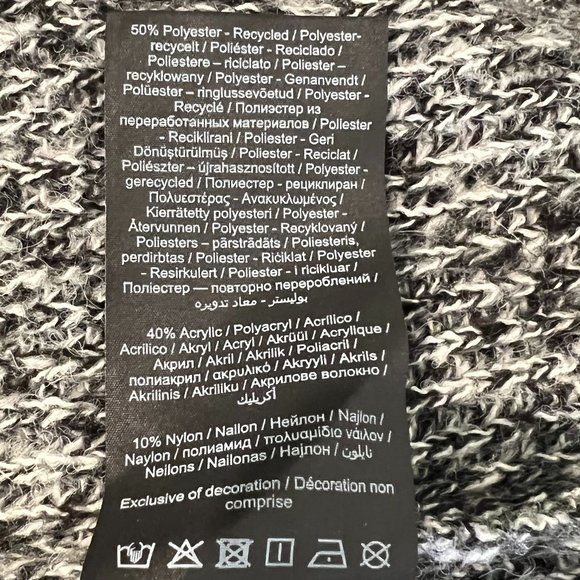 50% Polyester - Recycled / Polyester-
recycelt / Poliéster - Reciclado /
Poliestere – riciclato / Poliester –
recyklowany / Polyester - Genanvendt /
Polüester – ringlussevõetud / Polyester -
Recyclé / Полиэстер из
переработанных материалов / Poliester
- Reciklirani / Polyester - Geri
Dönüştürülmüş / Poliester - Reciclat /
Poliészter – újrahasznosított / Polyester -
gerecycled / Полиестер - рециклиран /
Πολυεστέρας - Ανακυκλωμένος /
Kierrätetty polyesteri / Polyester -
Återvunnen / Polyester - Recyklovaný /
Poliesters – pārstrādāts / Poliesteris,
perdirbtas / Poliester - Ričiklat / Polyester
- Resirkulert / Poliester - i ricikluar /
Поліестер — повторно перероблений /
بوليستر - معاد تدويره
40% Acrylic / Polyacryl / Acrílico /
Acrilico / Akryl / Acryl / Akrüül / Acrylique /
Акрил / Akril / Akrilik / Poliacril /
полиакрил / ακρυλικό / Akryyli / Akrils /
Akrilinis / Akriliku / Акрилове волокно /
أكريليك
10% Nylon / Nailon / Нейлон / Najlon /
Naylon / полиамид / πολυαμίδιο νάιλον /
Neilons / Nailonas / Најлон / نايلون
Exclusive of decoration / Décoration non
comprise